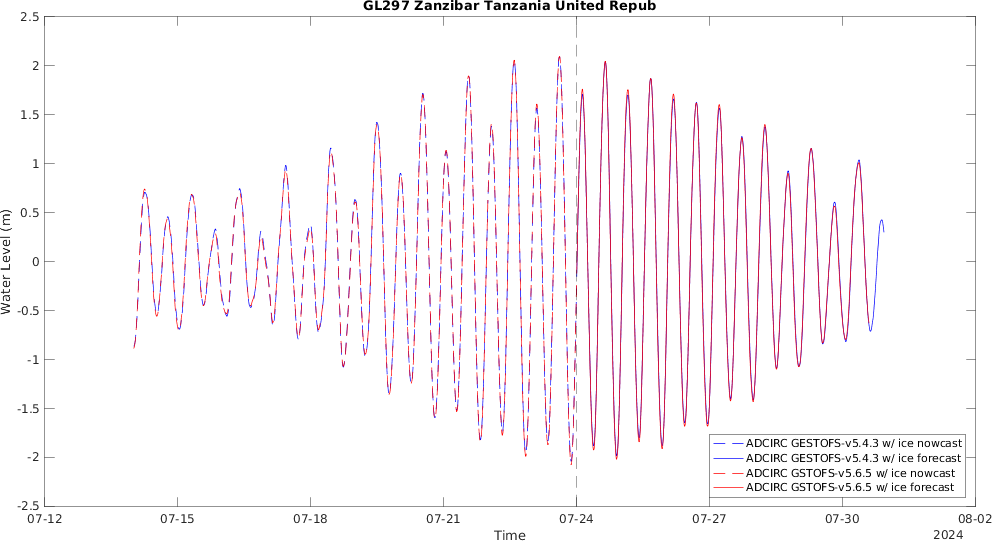 GL297 Zanzibar Tanzania United Repub
2.5
2
1.5
1
0.5
0
-0.5
-1
-1.5
-2
-2.5
Water Level (m)
07-12
07-15
07-18
07-21
07-24
07-27
07-30
08-02
Time
2024
ADCIRC GESTOFS-v5.4.3 w/ ice nowcast
ADCIRC GESTOFS-v5.4.3 w/ ice forecast
ADCIRC GSTOFS-v5.6.5 w/ ice nowcast
ADCIRC GSTOFS-v5.6.5 w/ ice forecast